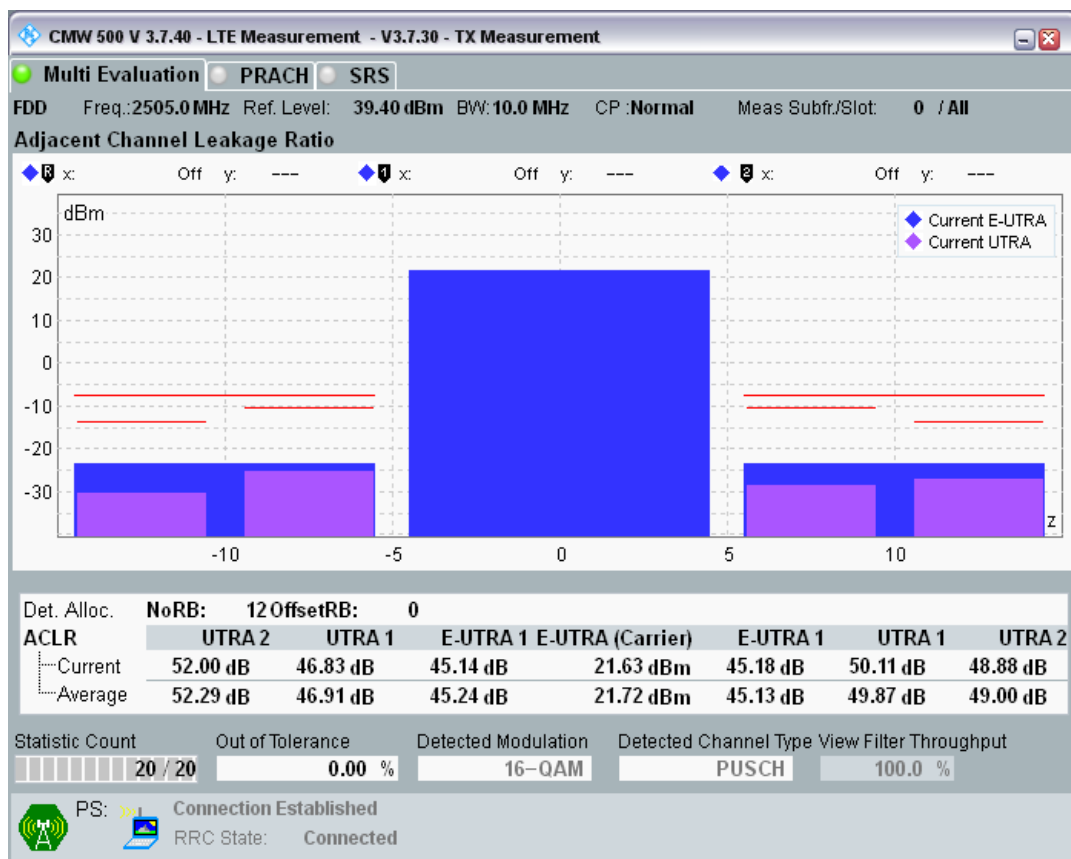 CMW 500 V 3.7.40 - LTE Measurement - V3.7.30 - TX Measurement
Multi Evaluation PRACH SRS
FDD Freq.:2505.0 MHz Ref. Level: 39.40 dBm BW: 10.0 MHz CP :Normal Meas Subfr./Slot: 0 / All
Adjacent Channel Leakage Ratio
R x: Off y: --- 1 x: Off y: --- 2 x: Off y: ---
dBm
Current E-UTRA
Current UTRA
30
20
10
0
-10
-20
-30
z
-10 -5 0 5 10
Det. Alloc. NoRB: 12 OffsetRB: 0
ACLR UTRA 2 UTRA 1 E-UTRA 1 E-UTRA (Carrier) E-UTRA 1 UTRA 1 UTRA 2
Current 52.00 dB 46.83 dB 45.14 dB 21.63 dBm 45.18 dB 50.11 dB 48.88 dB
Average 52.29 dB 46.91 dB 45.24 dB 21.72 dBm 45.13 dB 49.87 dB 49.00 dB
Statistic Count Out of Tolerance Detected Modulation Detected Channel Type View Filter Throughput
20 / 20 0.00 % 16-QAM PUSCH 100.0 %
PS: Connection Established
RRC State: Connected